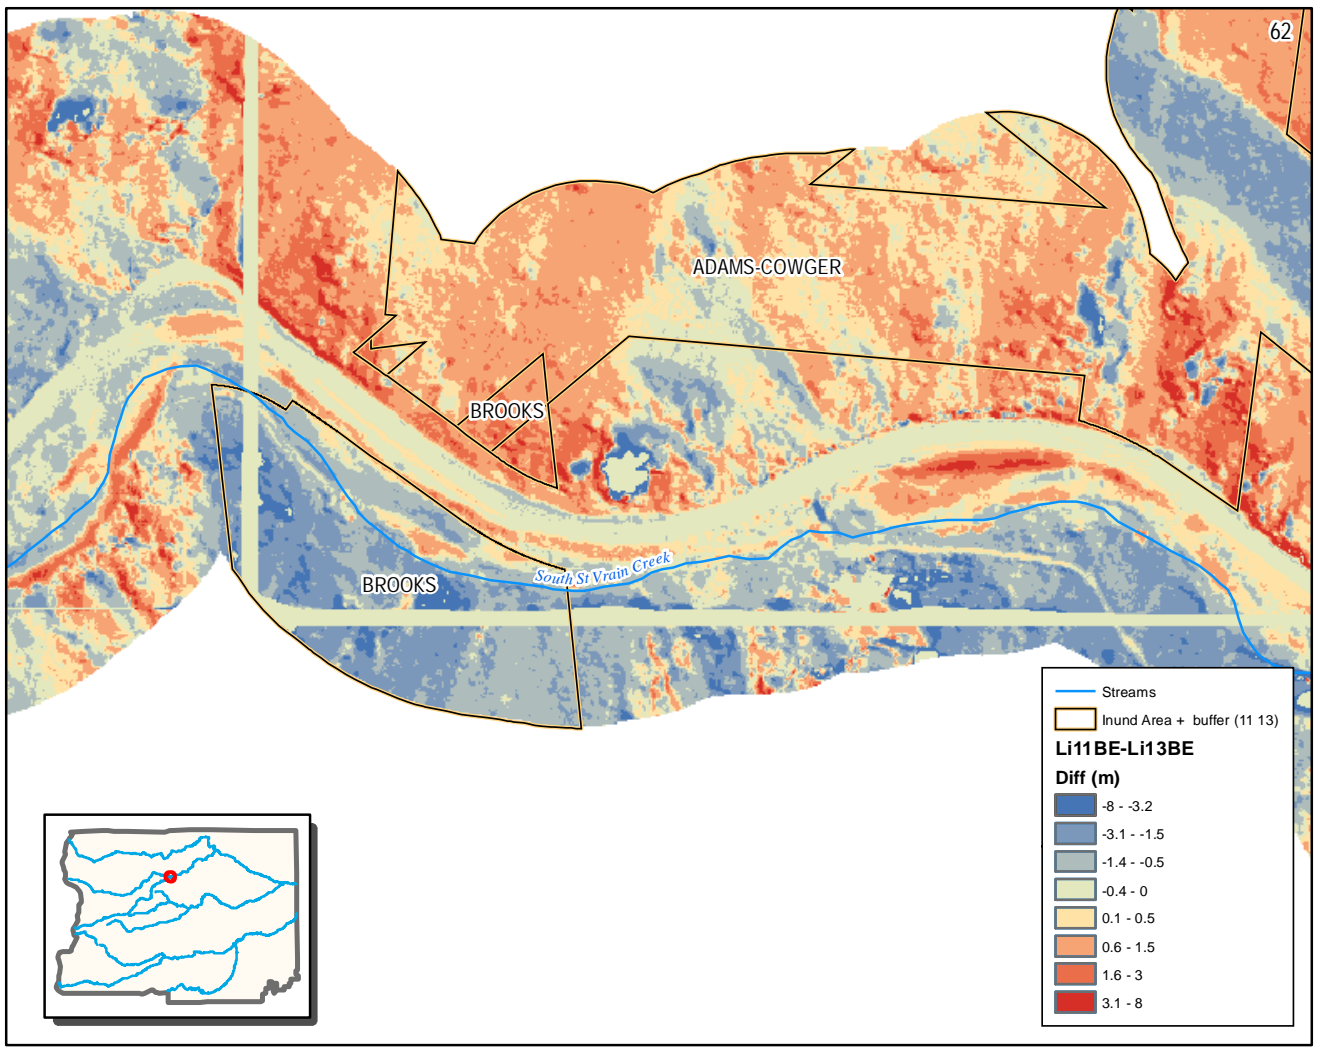 62
ADAMS-COWGER
BROOKS
South St Vrain Creek
BROOKS
Streams
Inund Area + buffer (11 13)
Li11BE-Li13BE
Diff (m)
-8 - -3.2
-3.1 - -1.5
-1.4 - -0.5
-0.4 - 0
0.1 - 0.5
0.6 - 1.5
1.6 - 3
3.1 - 8